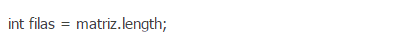 int filas = matriz.length;